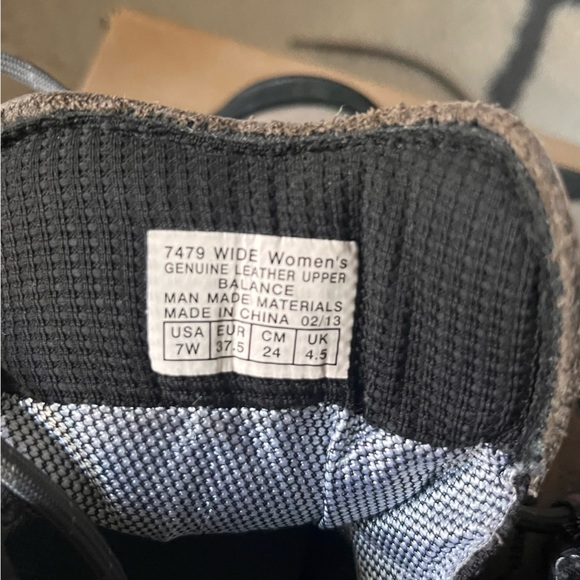 7479 WIDE Women's
GENUINE LEATHER UPPER
BALANCE
MAN MADE MATERIALS
MADE IN CHINA 02/13
USA EUR CM UK
7W 37.5 24 4.5